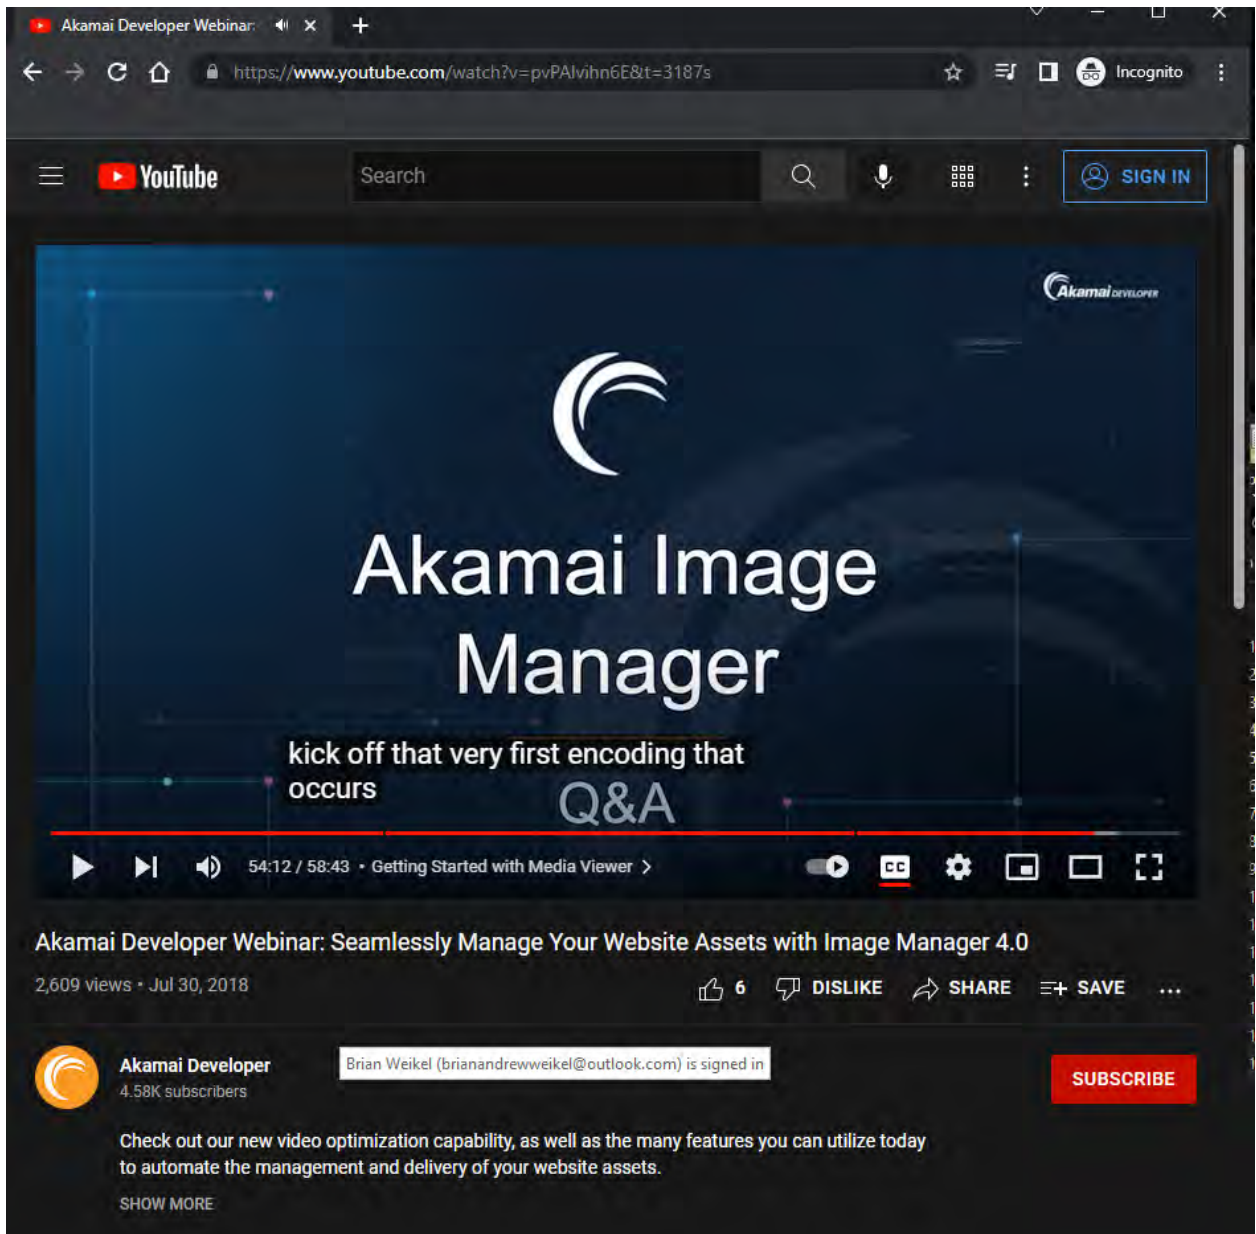 Akamai Developer Webinar:
https://www.youtube.com/watch?v=pvPAlvihn6E&t=3187s
Incognito
YouTube
Search
SIGN IN
Akamai DEVELOPER
Akamai Image
Manager
kick off that very first encoding that
occurs
Q&A
54:12 / 58:43 • Getting Started with Media Viewer >
CC
Akamai Developer Webinar: Seamlessly Manage Your Website Assets with Image Manager 4.0
2,609 views • Jul 30, 2018
6 DISLIKE SHARE SAVE ...
Akamai Developer
4.58K subscribers
Brian Weikel (brianandrewweikel@outlook.com) is signed in
SUBSCRIBE
Check out our new video optimization capability, as well as the many features you can utilize today
to automate the management and delivery of your website assets.
SHOW MORE